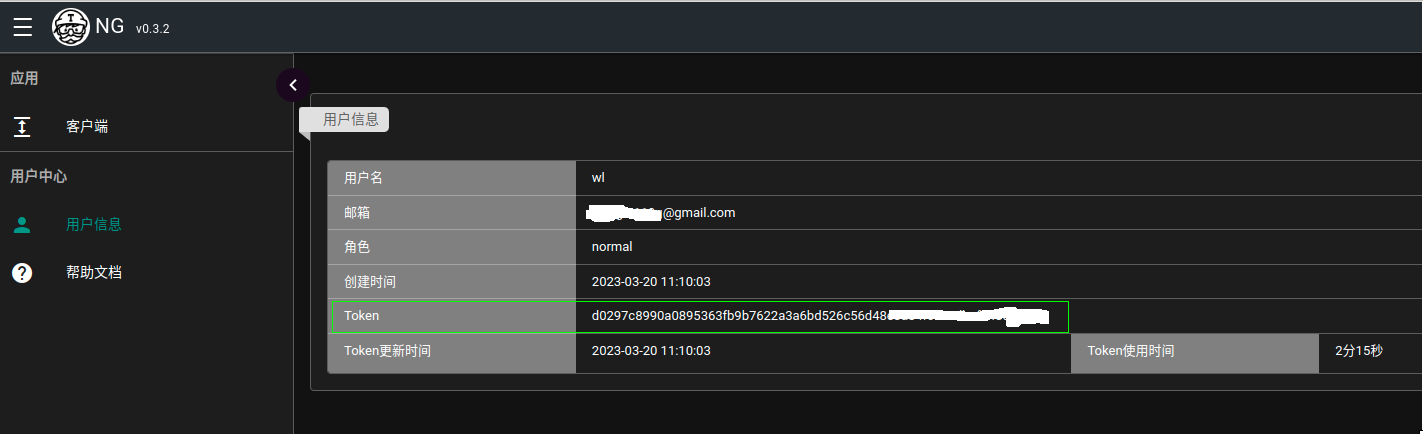 NG v0.3.2
应用
客户端
用户中心
用户信息
帮助文档
用户信息
用户名 wl
邮箱 @gmail.com
角色 normal
创建时间 2023-03-20 11:10:03
Token d0297c8990a0895363fb9b7622a3a6bd526c56d48
Token更新时间 2023-03-20 11:10:03 Token使用时间 2分15秒